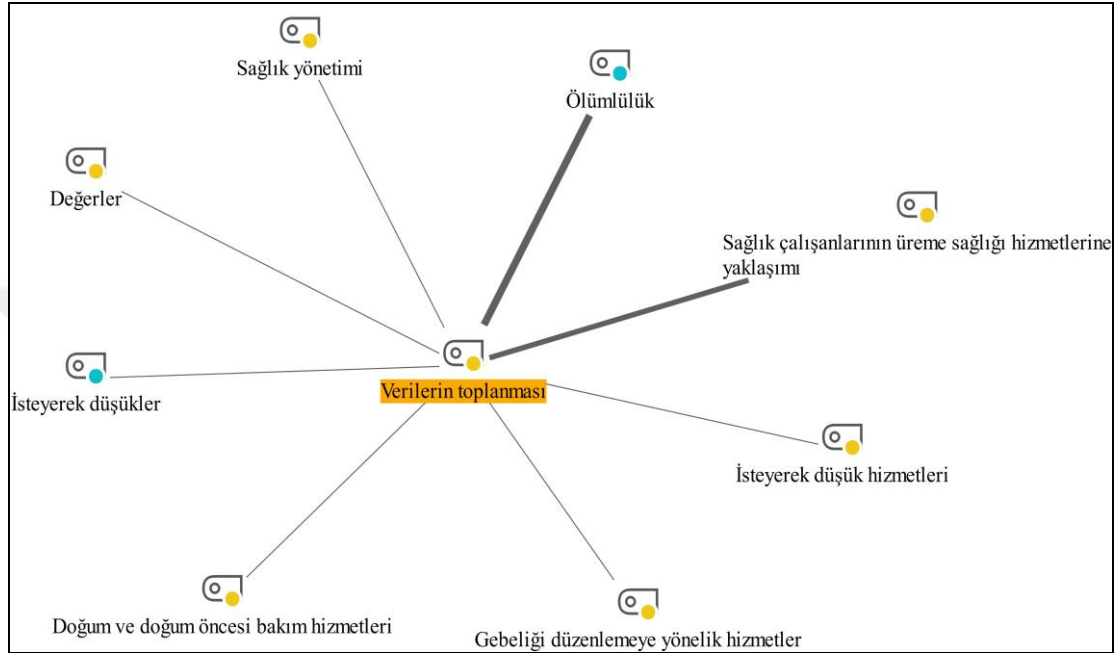 Sağlık yönetimi
Ölümlülük
Değerler
Sağlık çalışanlarının üreme sağlığı hizmetlerine
yaklaşımı
İsteyerek düşükler
Verilerin toplanması
İsteyerek düşük hizmetleri
Doğum ve doğum öncesi bakım hizmetleri
Gebeliği düzenlemeye yönelik hizmetler